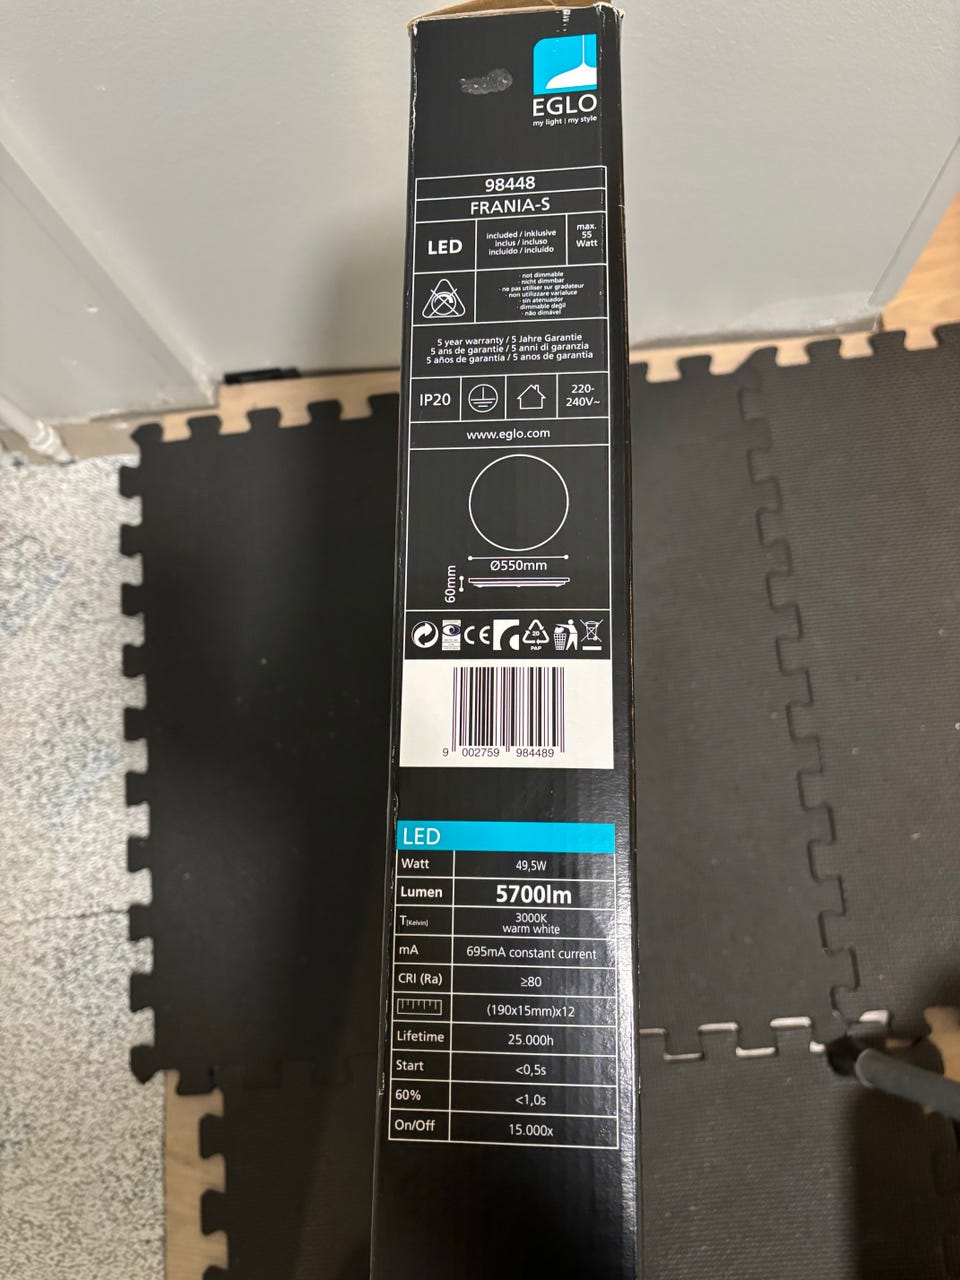 EGLO
my light | my style
98448
FRANIA-S
LED
included / inklusive
inclus / incluso
incluido / incluído
max.
55
Watt
· not dimmable
· nicht dimmbar
· ne pas utiliser sur gradateur
· non utilizzare varialuce
· sin atenuador
· dimmable değil
· não dimável
5 year warranty / 5 Jahre Garantie
5 ans de garantie / 5 anni di garanzia
5 años de garantía / 5 anos de garantia
IP20
220-
240V~
www.eglo.com
Ø550mm
60mm
CE
20
PAP
9 002759 984489
LED
Watt 49,5W
Lumen 5700lm
T[Kelvin] 3000K
warm white
mA 695mA constant current
CRI (Ra) ≥80
(190x15mm)x12
Lifetime 25.000h
Start <0,5s
60% <1,0s
On/Off 15.000x